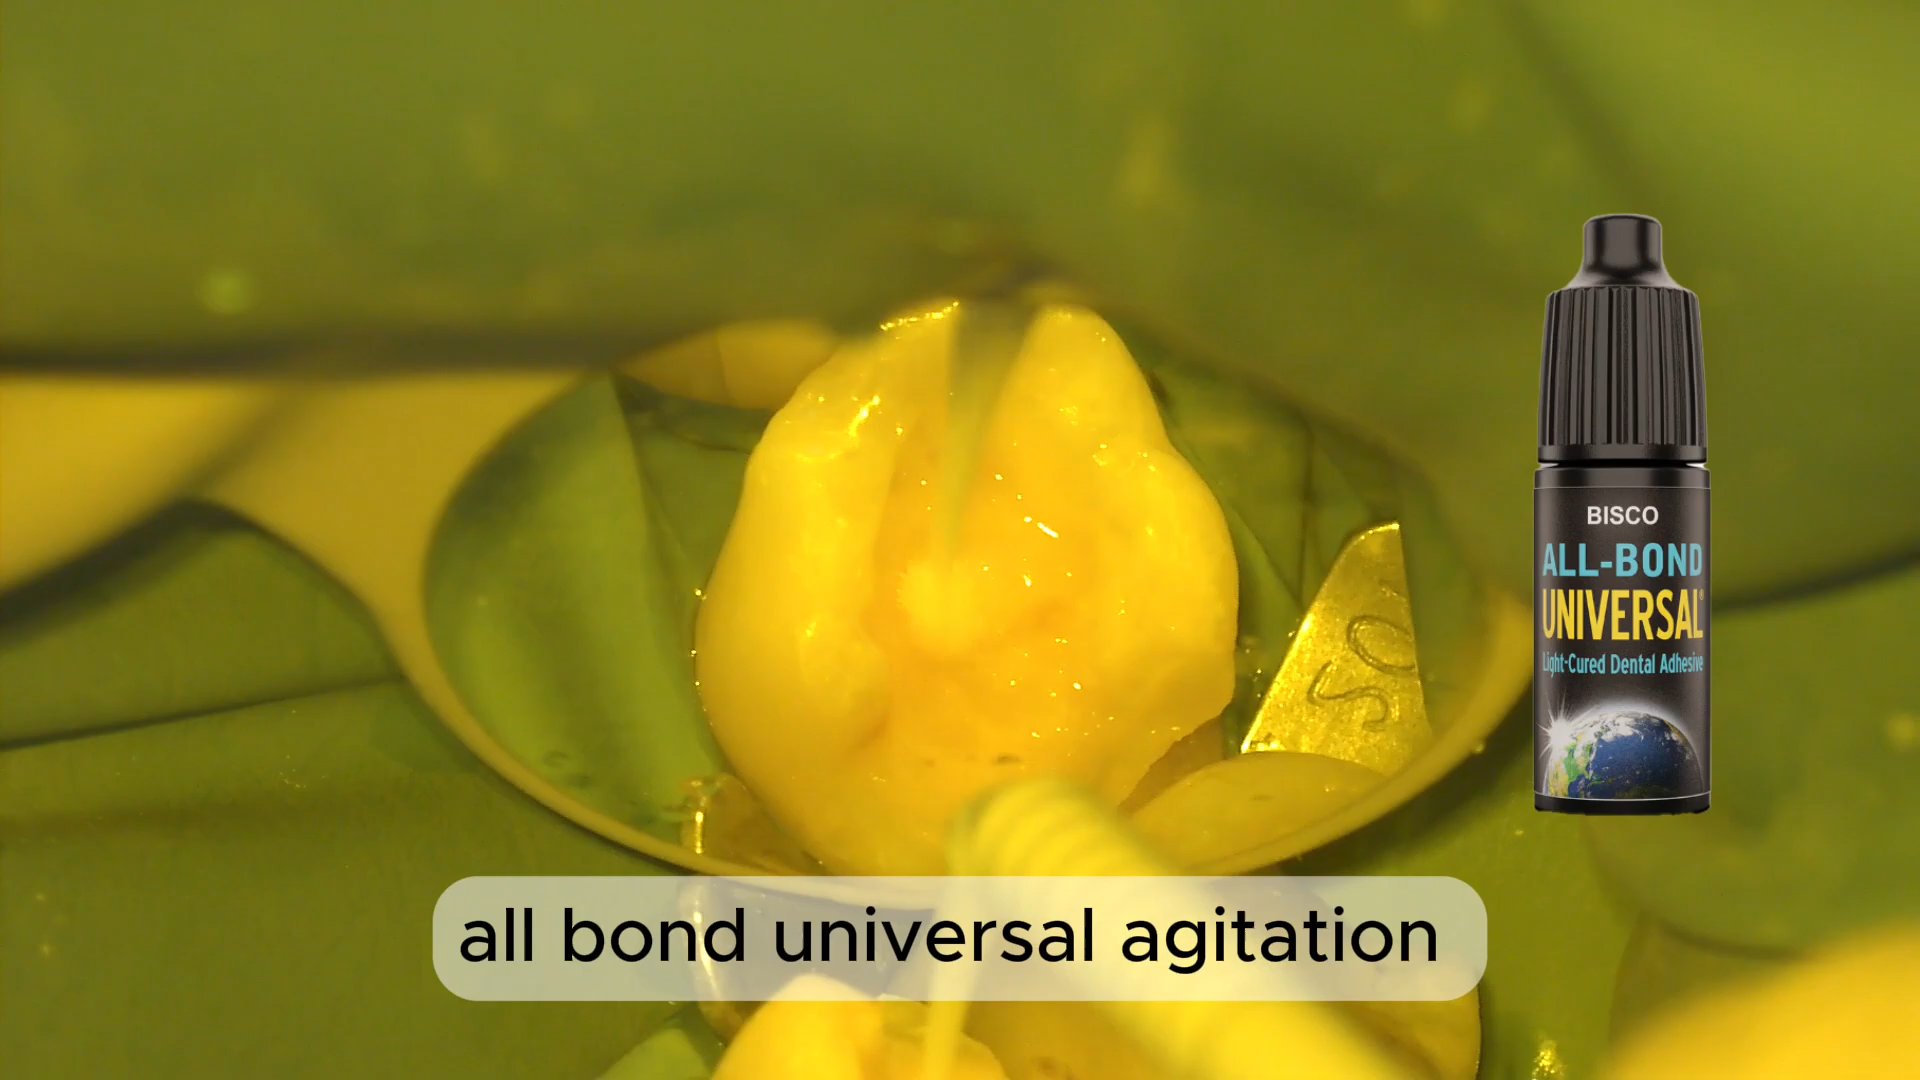 BISCO
ALL-BOND
UNIVERSAL®
Light-Cured Dental Adhesive
all bond universal agitation